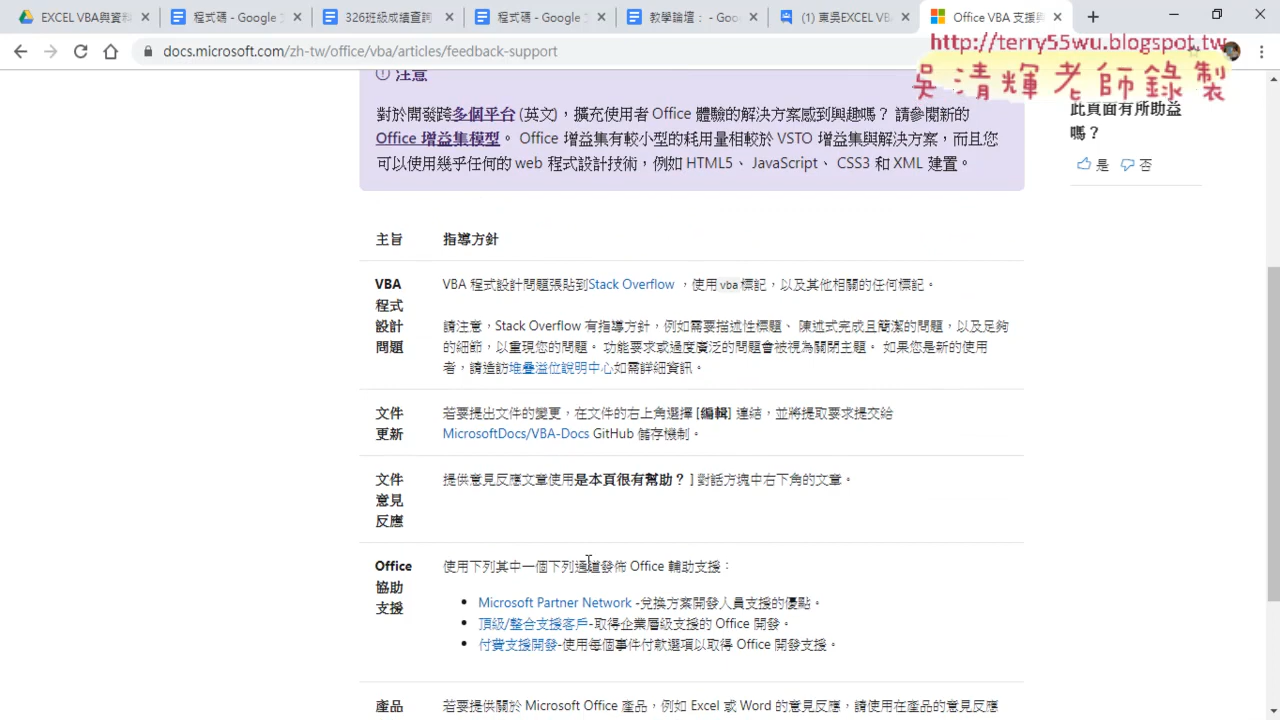 EXCEL VBA與資料
程式碼 - Google
326班級成績查詢
程式碼 - Google
教學論壇： - Goo
(1) 東吳EXCEL VB
Office VBA 支援與
docs.microsoft.com/zh-tw/office/vba/articles/feedback-support
http://terry55wu.blogspot.tw
吳清輝老師錄製
注意
對於開發跨多個平台 (英文)，擴充使用者 Office 體驗的解決方案感到興趣嗎？ 請參閱新的
Office 增益集模型。 Office 增益集有較小型的耗用量相較於 VSTO 增益集與解決方案，而且您
可以使用幾乎任何的 web 程式設計技術，例如 HTML5、 JavaScript、 CSS3 和 XML 建置。
此頁面有所助益
嗎？
是 否
主旨 指導方針
VBA
程式
設計
問題
VBA 程式設計問題張貼到Stack Overflow ，使用vba標記，以及其他相關的任何標記。
請注意，Stack Overflow 有指導方針，例如需要描述性標題、 陳述式完成且簡潔的問題，以及足夠
的細節，以重現您的問題。 功能要求或過度廣泛的問題會被視為關閉主題。 如果您是新的使用
者，請造訪堆疊溢位說明中心如需詳細資訊。
文件
更新
若要提出文件的變更，在文件的右上角選擇 [編輯] 連結，並將提取要求提交給
MicrosoftDocs/VBA-Docs GitHub 儲存機制。
文件
意見
反應
提供意見反應文章使用是本頁很有幫助？ ] 對話方塊中右下角的文章。
Office
協助
支援
使用下列其中一個下列通道發佈 Office 輔助支援：
Microsoft Partner Network -兌換方案開發人員支援的優點。
頂級/整合支援客戶-取得企業層級支援的 Office 開發。
付費支援開發-使用每個事件付款選項以取得 Office 開發支援。
產品 若要提供關於 Microsoft Office 產品，例如 Excel 或 Word 的意見反應，請使用在產品的意見反應